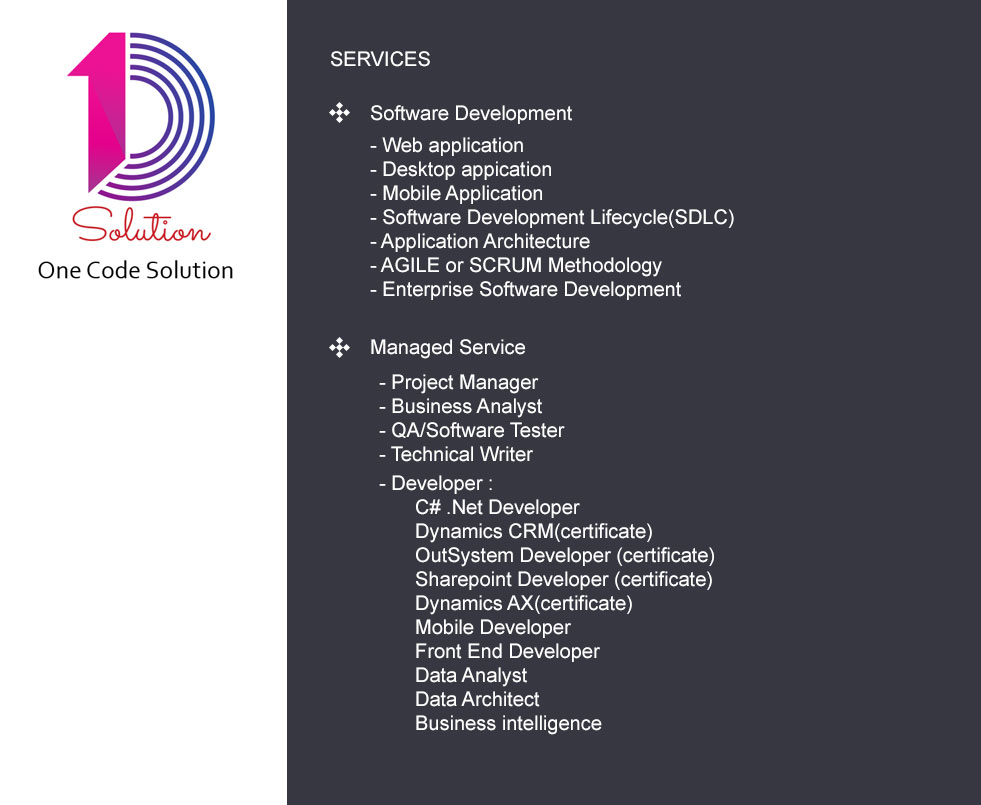 Solution
One Code Solution
SERVICES
Software Development
- Web application
- Desktop appication
- Mobile Application
- Software Development Lifecycle(SDLC)
- Application Architecture
- AGILE or SCRUM Methodology
- Enterprise Software Development
Managed Service
- Project Manager
- Business Analyst
- QA/Software Tester
- Technical Writer
- Developer :
C# .Net Developer
Dynamics CRM(certificate)
OutSystem Developer (certificate)
Sharepoint Developer (certificate)
Dynamics AX(certificate)
Mobile Developer
Front End Developer
Data Analyst
Data Architect
Business intelligence